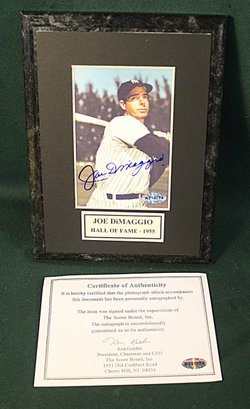 Joe DiMaggio
JOE DiMAGGIO
HALL OF FAME - 1955
Certificate of Authenticity
It is hereby certified that the photograph which accompanies
this document has been personally autographed by
The item was signed under the supervision of
The Score Board, Inc.
The autograph is unconditionally
guaranteed as to its authenticity.
Ken Goldin
President, Chairman and CEO
The Score Board, Inc.
1951 Old Cuthbert Road
Cherry Hill, NJ 08034